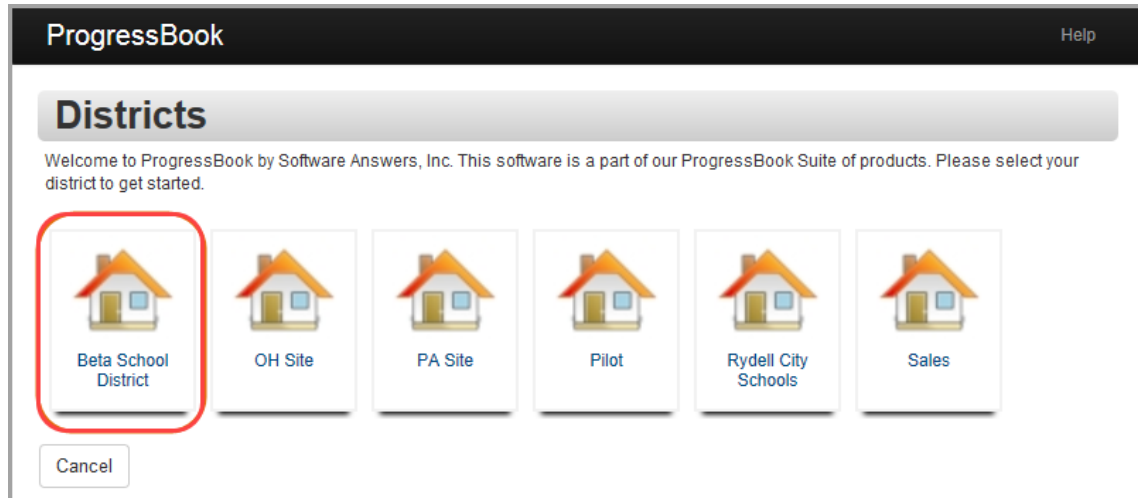 ProgressBook
Help
Districts
Welcome to ProgressBook by Software Answers, Inc. This software is a part of our ProgressBook Suite of products. Please select your
district to get started.
Beta School
District
OH Site
PA Site
Pilot
Rydell City
Schools
Sales
Cancel